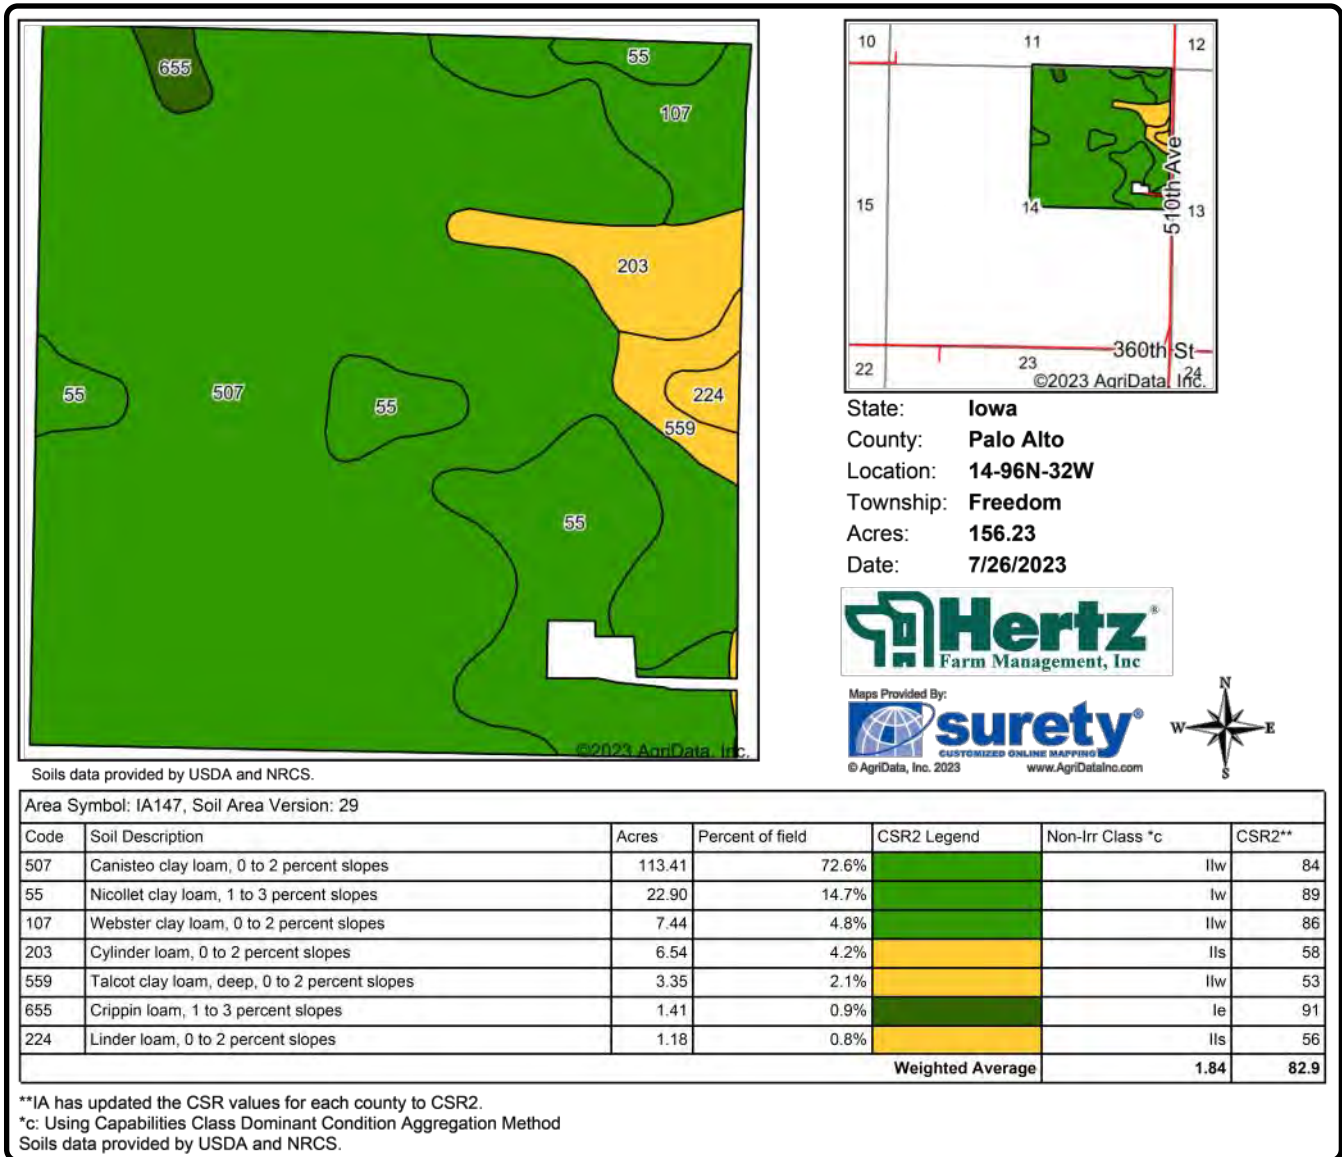 655
55
107
203
55
507
55
224
559
55
©2023 AgriData, Inc.
Soils data provided by USDA and NRCS.
10 11 12
15 14 13
510th Ave
360th St
22 23 24
©2023 AgriData, Inc.
State: Iowa
County: Palo Alto
Location: 14-96N-32W
Township: Freedom
Acres: 156.23
Date: 7/26/2023
Hertz®
Farm Management, Inc
Maps Provided By:
surety®
CUSTOMIZED ONLINE MAPPING
© AgriData, Inc. 2023 www.AgriDataInc.com
N
W E
S
Area Symbol: IA147, Soil Area Version: 29
Code Soil Description Acres Percent of field CSR2 Legend Non-Irr Class *c CSR2**
507 Canisteo clay loam, 0 to 2 percent slopes 113.41 72.6% IIw 84
55 Nicollet clay loam, 1 to 3 percent slopes 22.90 14.7% Iw 89
107 Webster clay loam, 0 to 2 percent slopes 7.44 4.8% IIw 86
203 Cylinder loam, 0 to 2 percent slopes 6.54 4.2% IIs 58
559 Talcot clay loam, deep, 0 to 2 percent slopes 3.35 2.1% IIw 53
655 Crippin loam, 1 to 3 percent slopes 1.41 0.9% Ie 91
224 Linder loam, 0 to 2 percent slopes 1.18 0.8% IIs 56
Weighted Average 1.84 82.9
**IA has updated the CSR values for each county to CSR2.
*c: Using Capabilities Class Dominant Condition Aggregation Method
Soils data provided by USDA and NRCS.